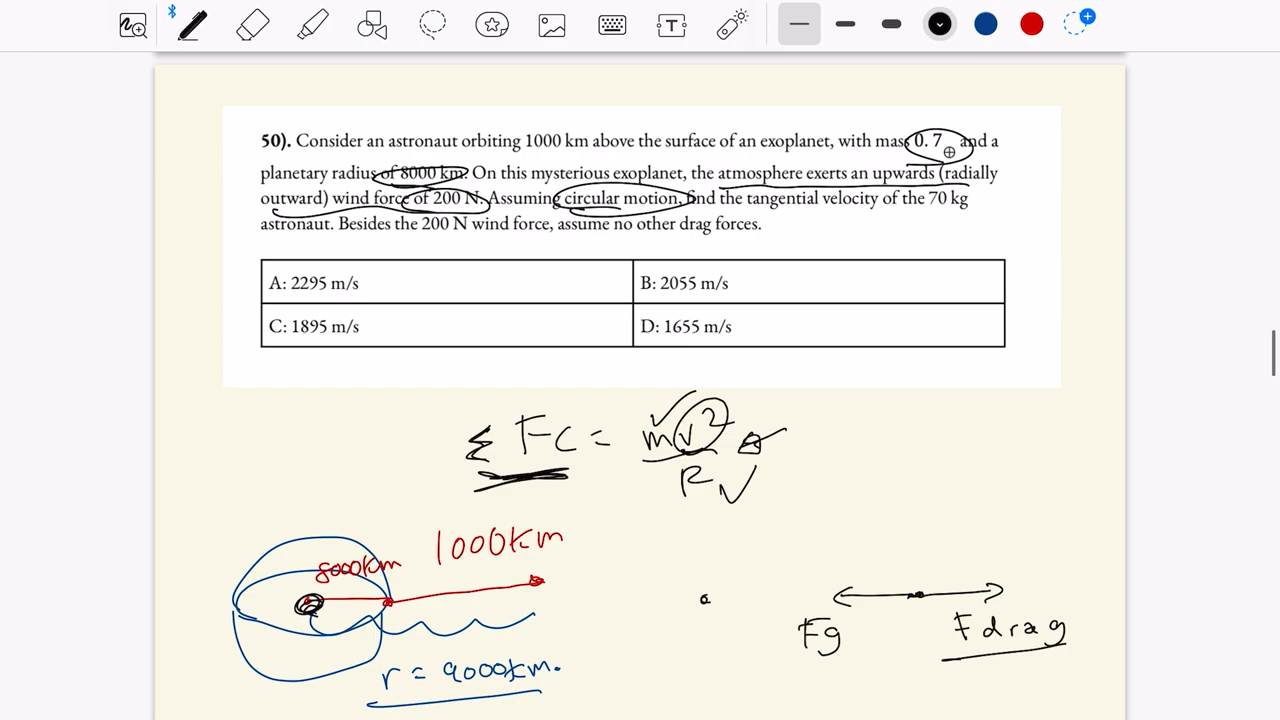 50). Consider an astronaut orbiting 1000 km above the surface of an exoplanet, with mass 0.7⊕ and a
planetary radius of 8000 km. On this mysterious exoplanet, the atmosphere exerts an upwards (radially
outward) wind force of 200 N. Assuming circular motion, find the tangential velocity of the 70 kg
astronaut. Besides the 200 N wind force, assume no other drag forces.
A: 2295 m/s
B: 2055 m/s
C: 1895 m/s
D: 1655 m/s
Σ Fc = mv²
R
1000km
8000km
Fg
Fdrag
r = 9000km.